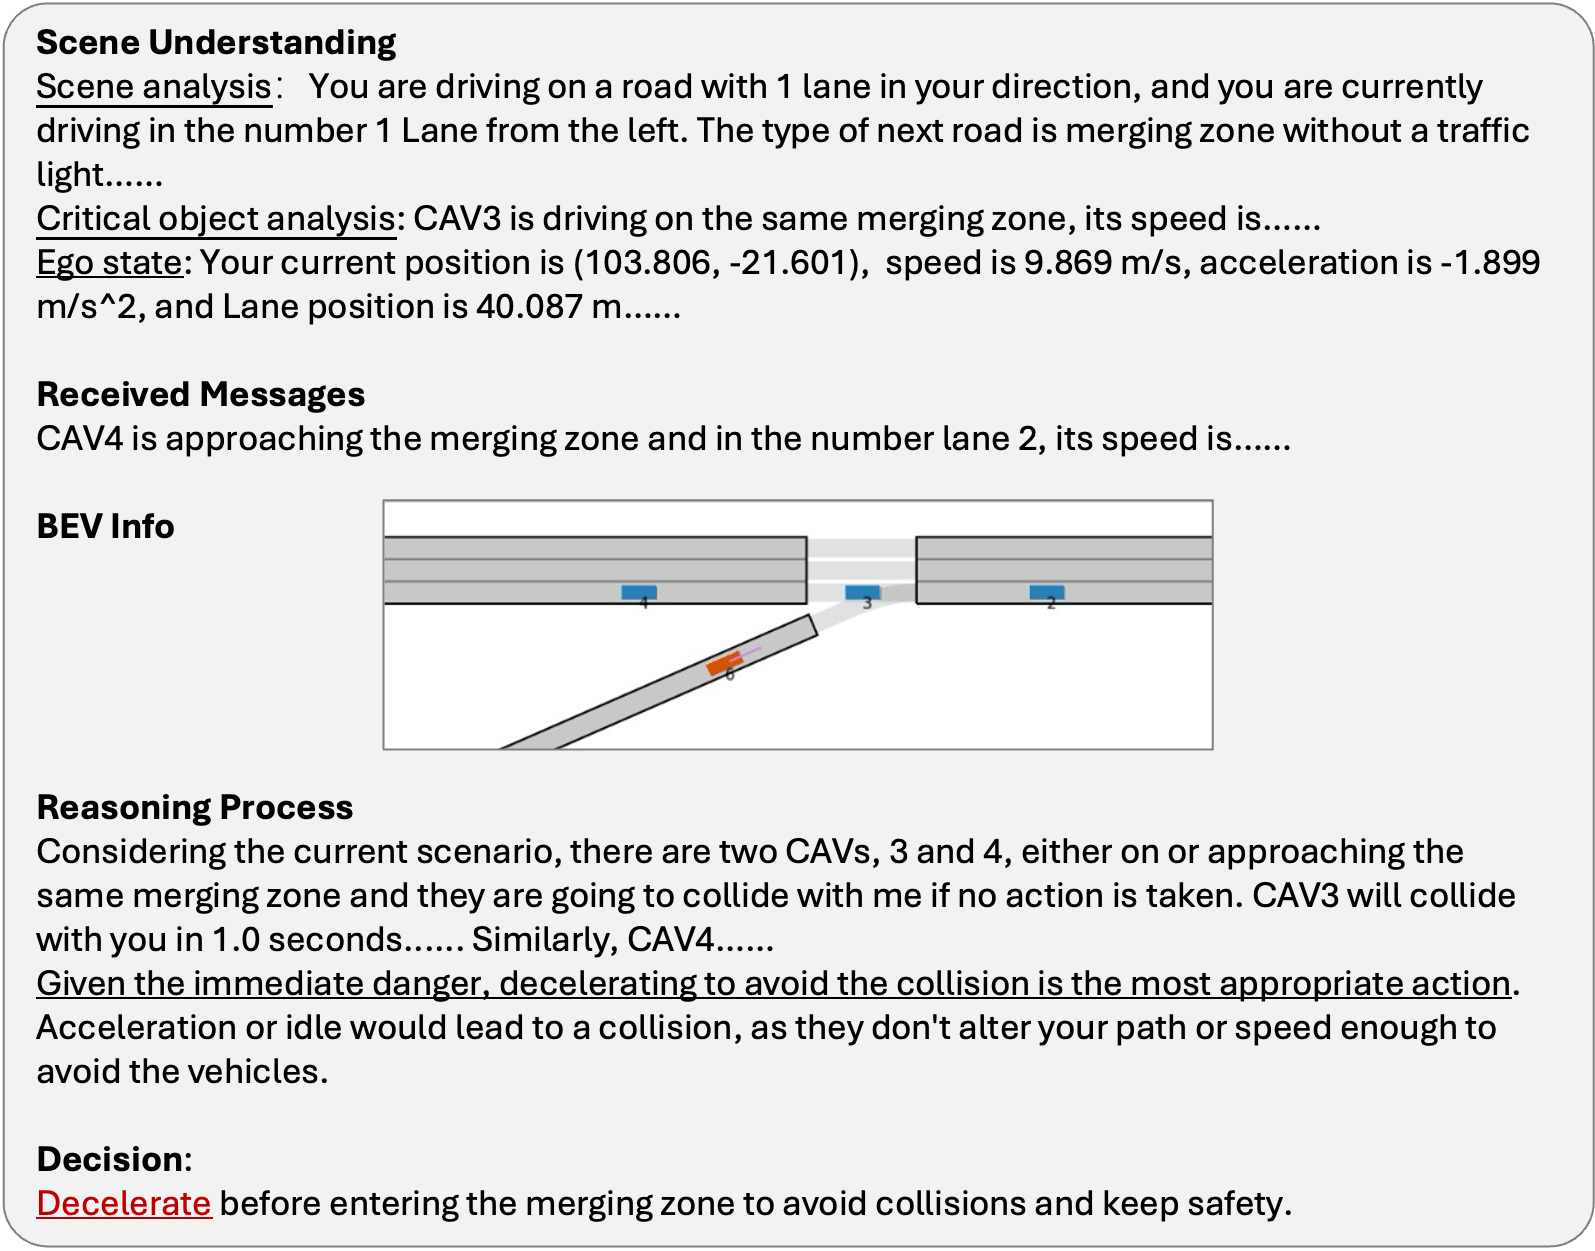 Scene Understanding
Scene analysis： You are driving on a road with 1 lane in your direction, and you are currently
driving in the number 1 Lane from the left. The type of next road is merging zone without a traffic
light......
Critical object analysis: CAV3 is driving on the same merging zone, its speed is......
Ego state: Your current position is (103.806, -21.601), speed is 9.869 m/s, acceleration is -1.899
m/s^2, and Lane position is 40.087 m......
Received Messages
CAV4 is approaching the merging zone and in the number lane 2, its speed is......
BEV Info
4
3
2
6
Reasoning Process
Considering the current scenario, there are two CAVs, 3 and 4, either on or approaching the
same merging zone and they are going to collide with me if no action is taken. CAV3 will collide
with you in 1.0 seconds...... Similarly, CAV4......
Given the immediate danger, decelerating to avoid the collision is the most appropriate action.
Acceleration or idle would lead to a collision, as they don't alter your path or speed enough to
avoid the vehicles.
Decision:
Decelerate before entering the merging zone to avoid collisions and keep safety.